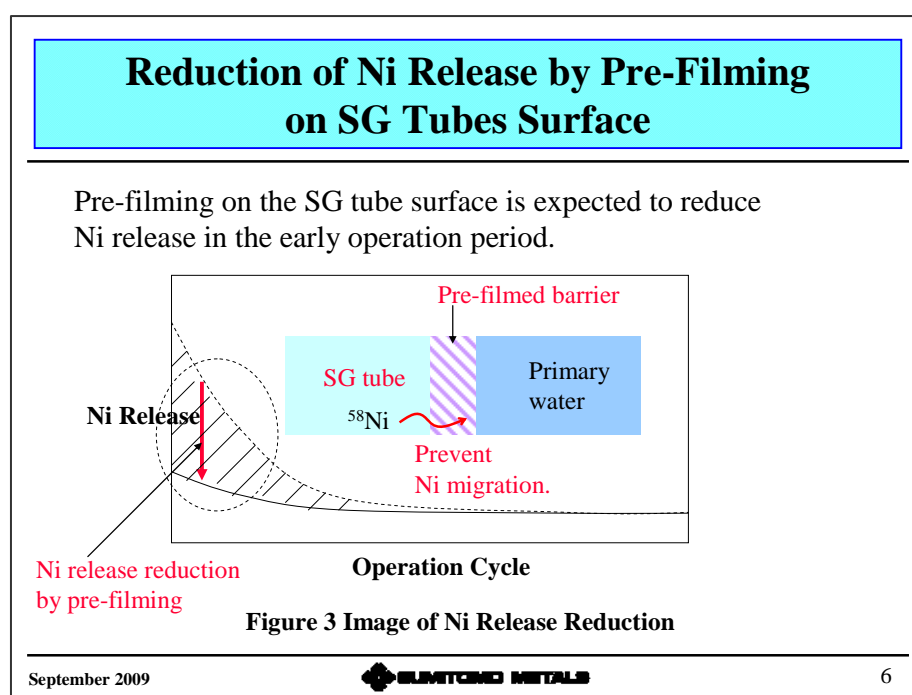 Reduction of Ni Release by Pre-Filming
on SG Tubes Surface
Pre-filming on the SG tube surface is expected to reduce
Ni release in the early operation period.
Pre-filmed barrier
SG tube
Primary
water
⁵⁸Ni
Ni Release
Prevent
Ni migration.
Ni release reduction
by pre-filming
Operation Cycle
Figure 3 Image of Ni Release Reduction
September 2009
SUMITOMO METALS
6